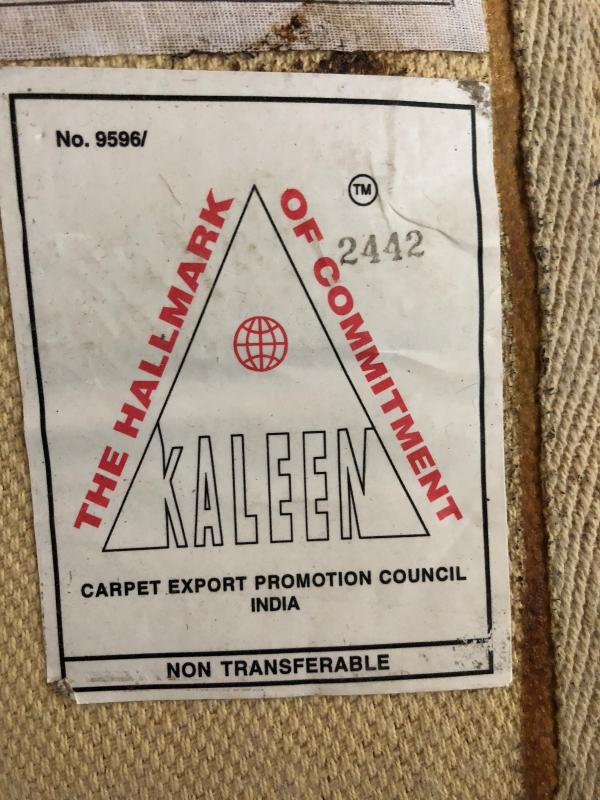 No. 9596/
TM
THE HALLMARK OF COMMITMENT
2442
KALEEN
CARPET EXPORT PROMOTION COUNCIL
INDIA
NON TRANSFERABLE